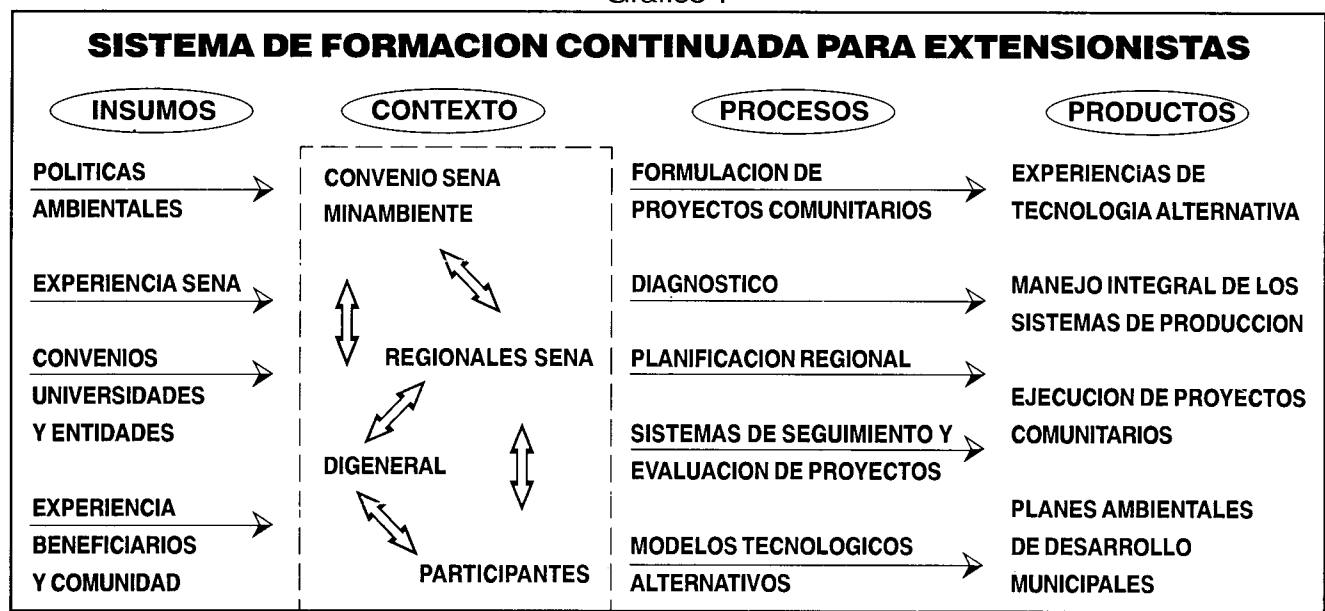 Gráfico 1
SISTEMA DE FORMACION CONTINUADA PARA EXTENSIONISTAS
INSUMOS
POLITICAS
AMBIENTALES
EXPERIENCIA SENA
CONVENIOS
UNIVERSIDADES
Y ENTIDADES
EXPERIENCIA
BENEFICIARIOS
Y COMUNIDAD
CONTEXTO
CONVENIO SENA
MINAMBIENTE
REGIONALES SENA
DIGENERAL
PARTICIPANTES
PROCESOS
FORMULACION DE
PROYECTOS COMUNITARIOS
DIAGNOSTICO
PLANIFICACION REGIONAL
SISTEMAS DE SEGUIMIENTO Y
EVALUACION DE PROYECTOS
MODELOS TECNOLOGICOS
ALTERNATIVOS
PRODUCTOS
EXPERIENCIAS DE
TECNOLOGIA ALTERNATIVA
MANEJO INTEGRAL DE LOS
SISTEMAS DE PRODUCCION
EJECUCION DE PROYECTOS
COMUNITARIOS
PLANES AMBIENTALES
DE DESARROLLO
MUNICIPALES